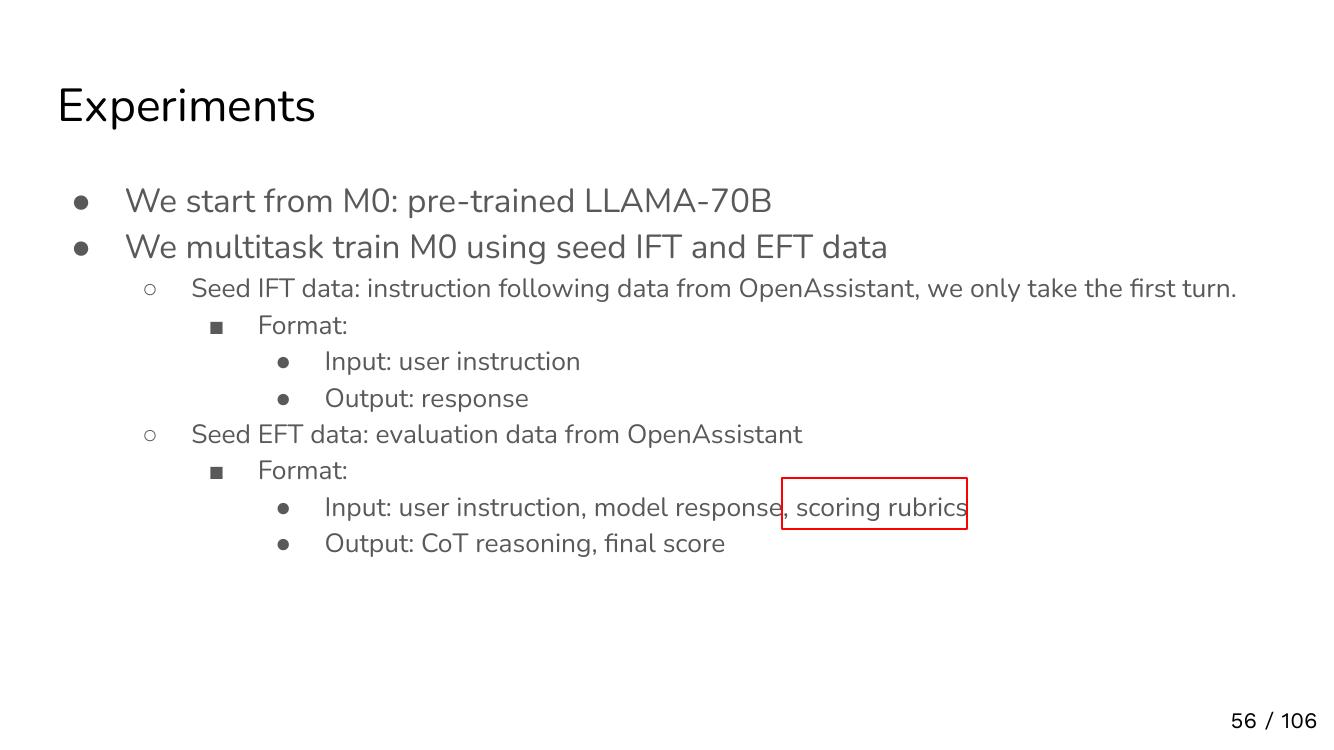 Experiments
● We start from M0: pre-trained LLAMA-70B
● We multitask train M0 using seed IFT and EFT data
○ Seed IFT data: instruction following data from OpenAssistant, we only take the first turn.
■ Format:
● Input: user instruction
● Output: response
○ Seed EFT data: evaluation data from OpenAssistant
■ Format:
● Input: user instruction, model response, scoring rubrics
● Output: CoT reasoning, final score
56 / 106